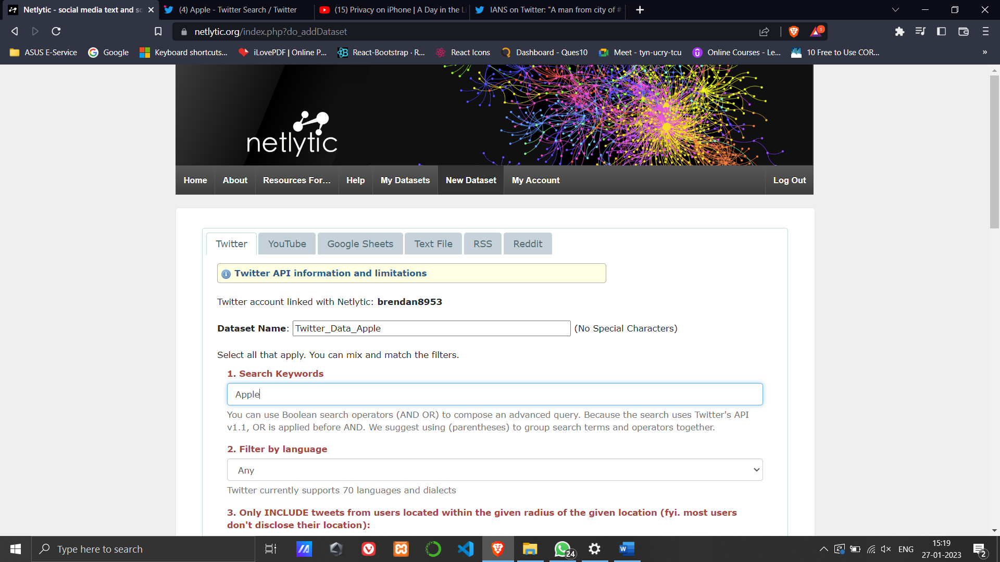 Netlytic - social media text and so
(4) Apple - Twitter Search / Twitter
(15) Privacy on iPhone | A Day in the Li
IANS on Twitter: "A man from city of #
netlytic.org/index.php?do_addDataset
1
ASUS E-Service
Google
Keyboard shortcuts...
iLovePDF | Online P...
React-Bootstrap · R...
React Icons
Dashboard - Ques10
Meet - tyn-ucry-tcu
Online Courses - Le...
10 Free to Use COR...
»
netlytic
Home
About
Resources For...
Help
My Datasets
New Dataset
My Account
Log Out
Twitter
YouTube
Google Sheets
Text File
RSS
Reddit
Twitter API information and limitations
Twitter account linked with Netlytic: brendan8953
Dataset Name: Twitter_Data_Apple (No Special Characters)
Select all that apply. You can mix and match the filters.
1. Search Keywords
Apple
You can use Boolean search operators (AND OR) to compose an advanced query. Because the search uses Twitter's API
v1.1, OR is applied before AND. We suggest using (parentheses) to group search terms and operators together.
2. Filter by language
Any
Twitter currently supports 70 languages and dialects
3. Only INCLUDE tweets from users located within the given radius of the given location (fyi. most users
don't disclose their location):
Type here to search
24
ENG
15:19
27-01-2023
2